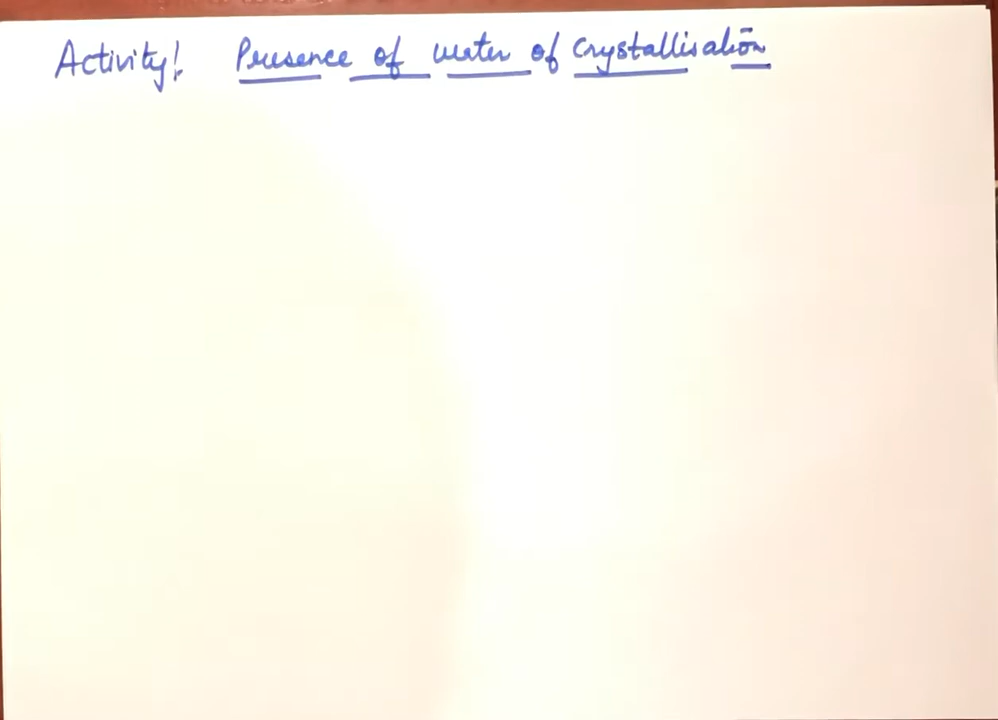 Activity! Presence of water of crystallisation